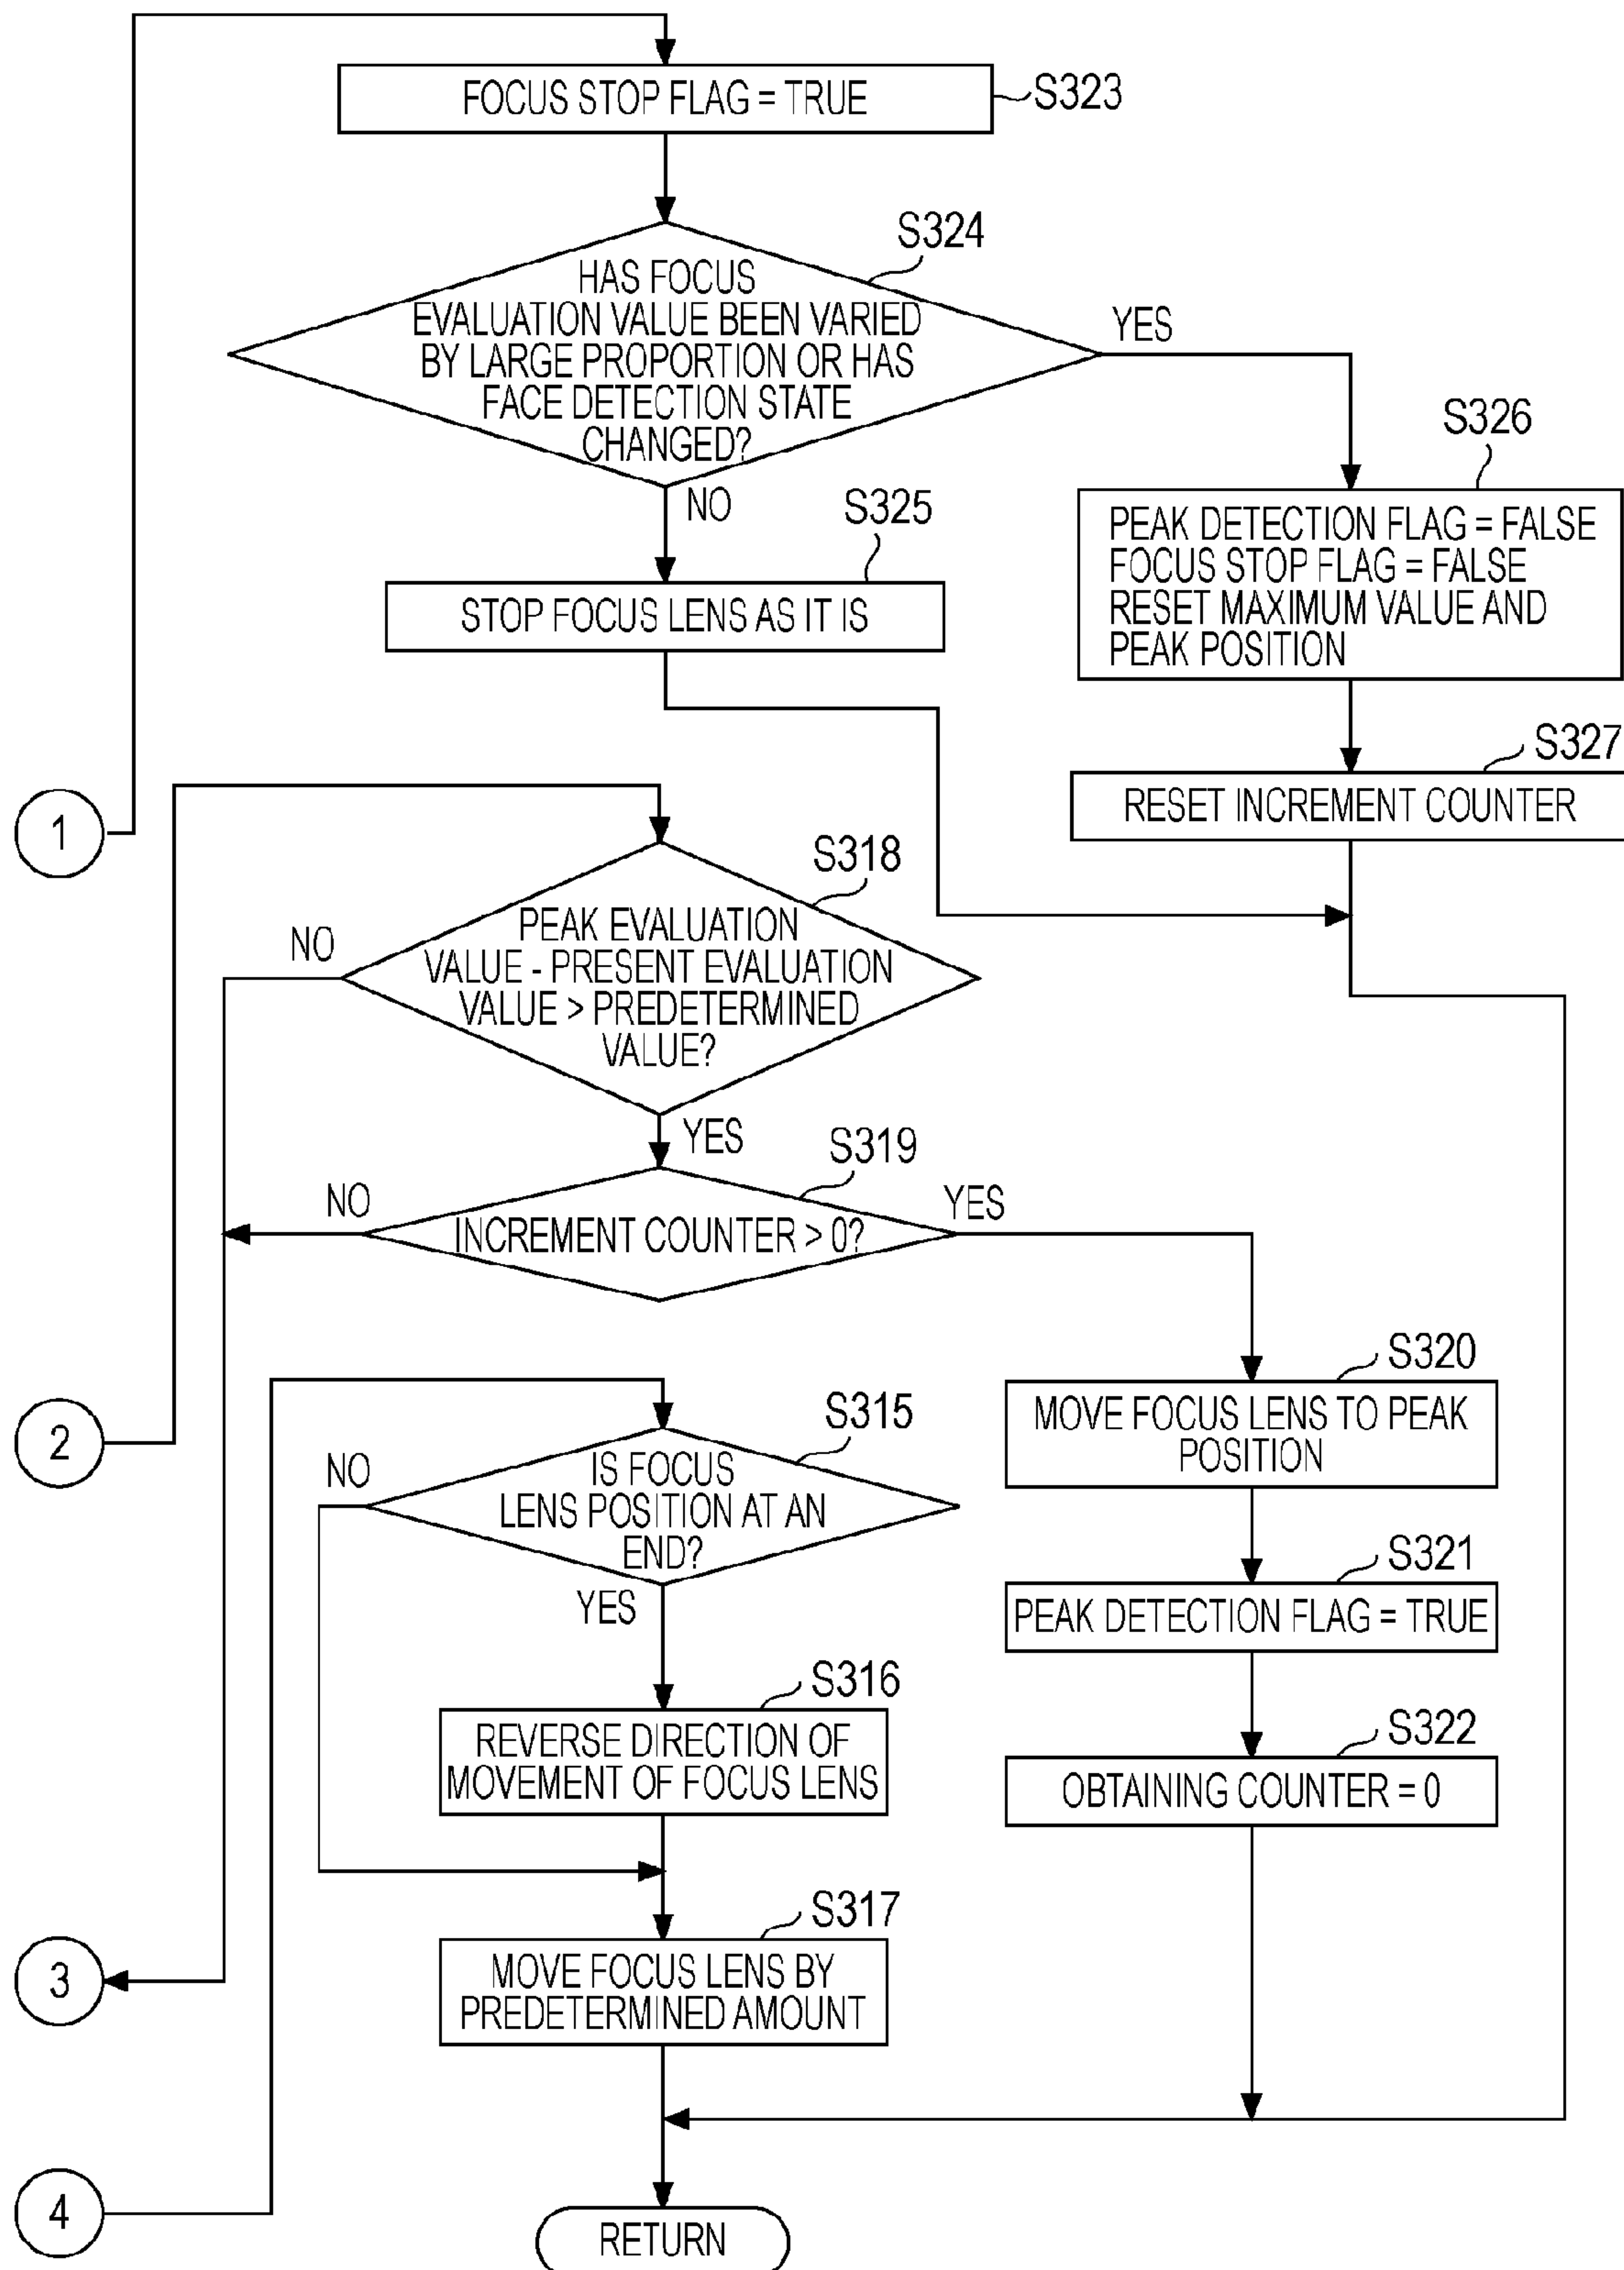 FOCUS STOP FLAG = TRUE
S323
S324
HAS FOCUS
EVALUATION VALUE BEEN VARIED
BY LARGE PROPORTION OR HAS
FACE DETECTION STATE
CHANGED?
YES
NO
S326
PEAK DETECTION FLAG = FALSE
FOCUS STOP FLAG = FALSE
RESET MAXIMUM VALUE AND
PEAK POSITION
S325
STOP FOCUS LENS AS IT IS
S327
RESET INCREMENT COUNTER
1
S318
PEAK EVALUATION
VALUE - PRESENT EVALUATION
VALUE > PREDETERMINED
VALUE?
NO
YES
S319
INCREMENT COUNTER > 0?
NO
YES
S320
MOVE FOCUS LENS TO PEAK
POSITION
2
S315
IS FOCUS
LENS POSITION AT AN
END?
NO
YES
S321
PEAK DETECTION FLAG = TRUE
S316
REVERSE DIRECTION OF
MOVEMENT OF FOCUS LENS
S322
OBTAINING COUNTER = 0
S317
MOVE FOCUS LENS BY
PREDETERMINED AMOUNT
3
4
RETURN